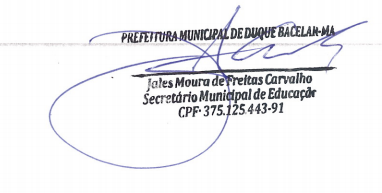 PREFEITURA MUNICIPAL DE DUQUE BACELAR-MA
Jales Moura de Freitas Carvalho
Secretário Municipal de Educação
CPF: 375.125.443-91